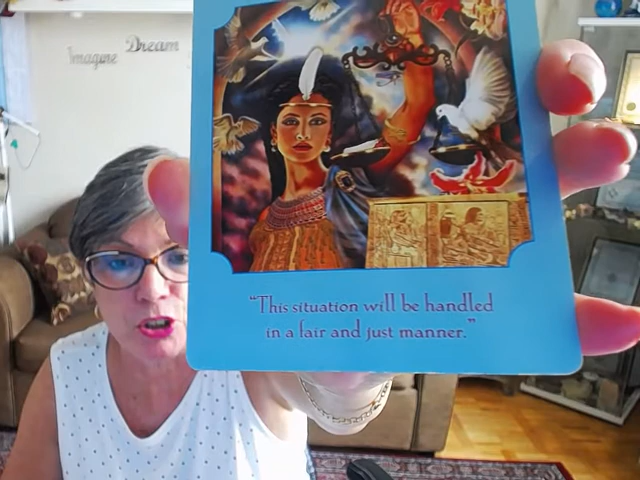 Imagine
Dream
"This situation will be handled
in a fair and just manner."